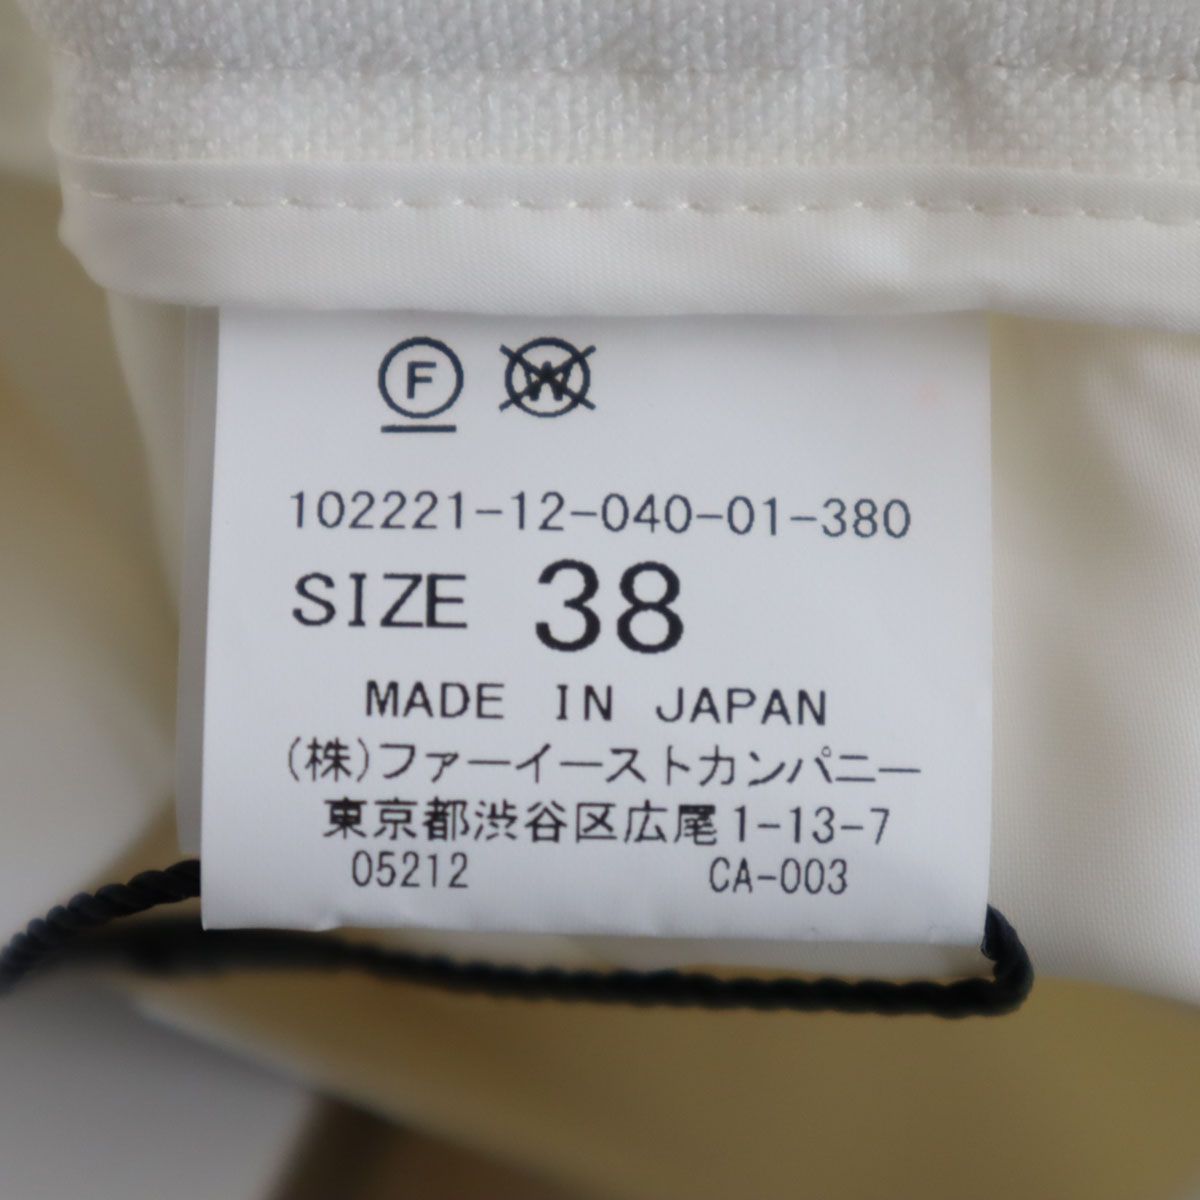 F W
102221-12-040-01-380
SIZE 38
MADE IN JAPAN
(株)ファーイーストカンパニー
東京都渋谷区広尾1-13-7
05212 CA-003